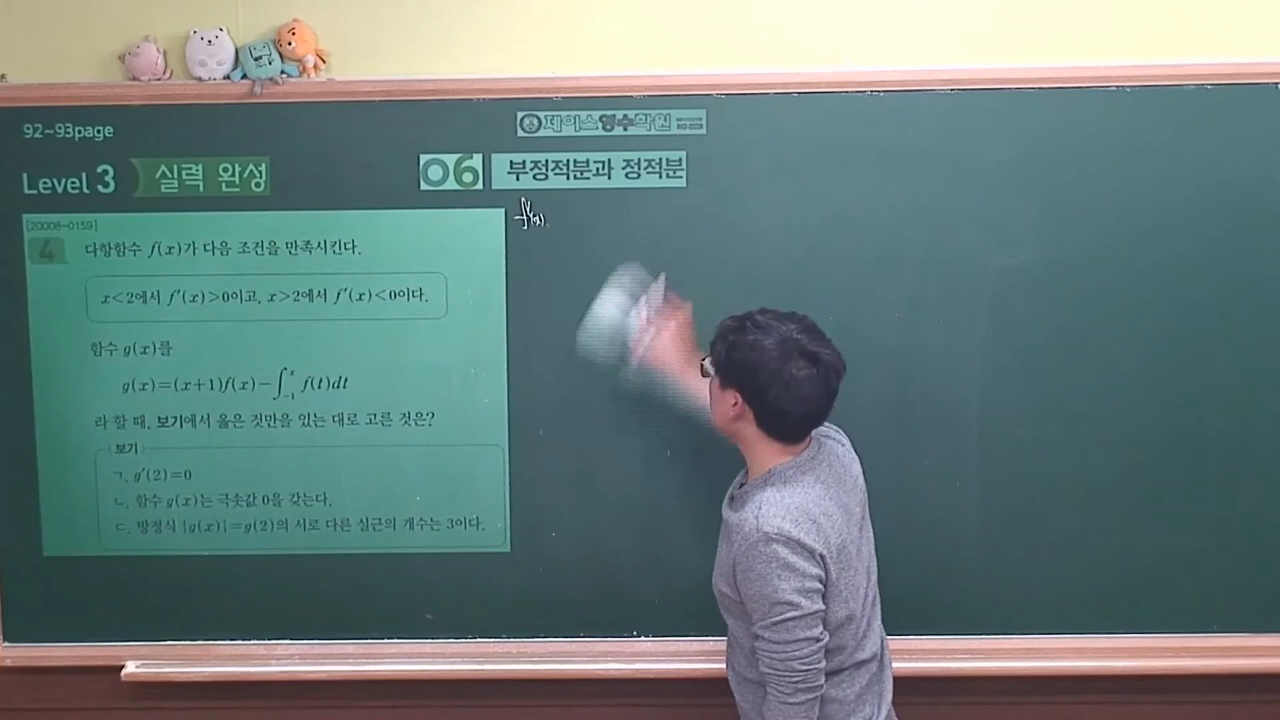 92~93page
제이스영수학원
Level 3 실력 완성
06 부정적분과 정적분
[20008-0159]
4 다항함수 f(x)가 다음 조건을 만족시킨다.
x<2에서 f′(x)>0이고, x>2에서 f′(x)<0이다.
함수 g(x)를
g(x)=(x+1)f(x)-∫₋₁ˣ f(t)dt
라 할 때, 보기에서 옳은 것만을 있는 대로 고른 것은?
보기
ㄱ. g′(2)=0
ㄴ. 함수 g(x)는 극솟값 0을 갖는다.
ㄷ. 방정식 |g(x)|=g(2)의 서로 다른 실근의 개수는 3이다.
f′(x).